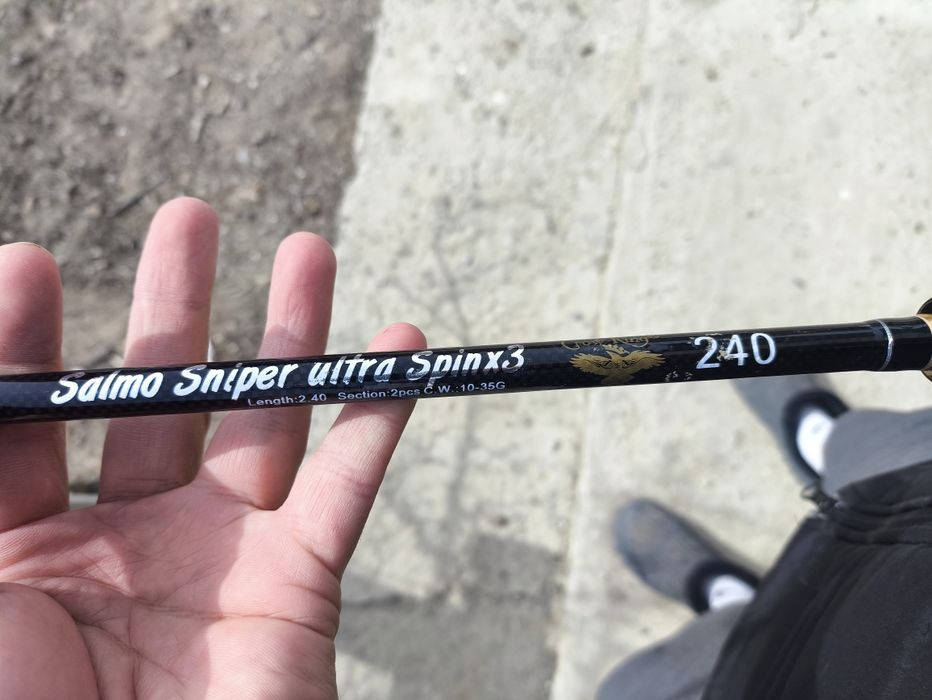 Salmo Sniper ultra Spinx3
Length:2.40 Section:2pcs C.W.:10-35G
240